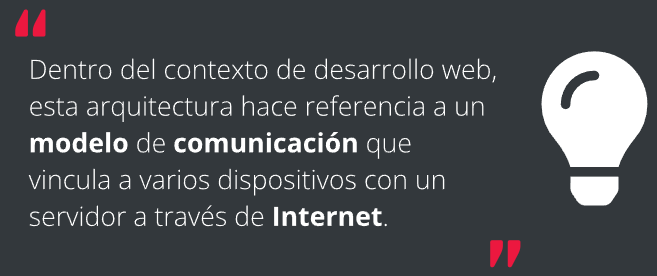 “
Dentro del contexto de desarrollo web,
esta arquitectura hace referencia a un
modelo de comunicación que
vincula a varios dispositivos con un
servidor a través de Internet.
”